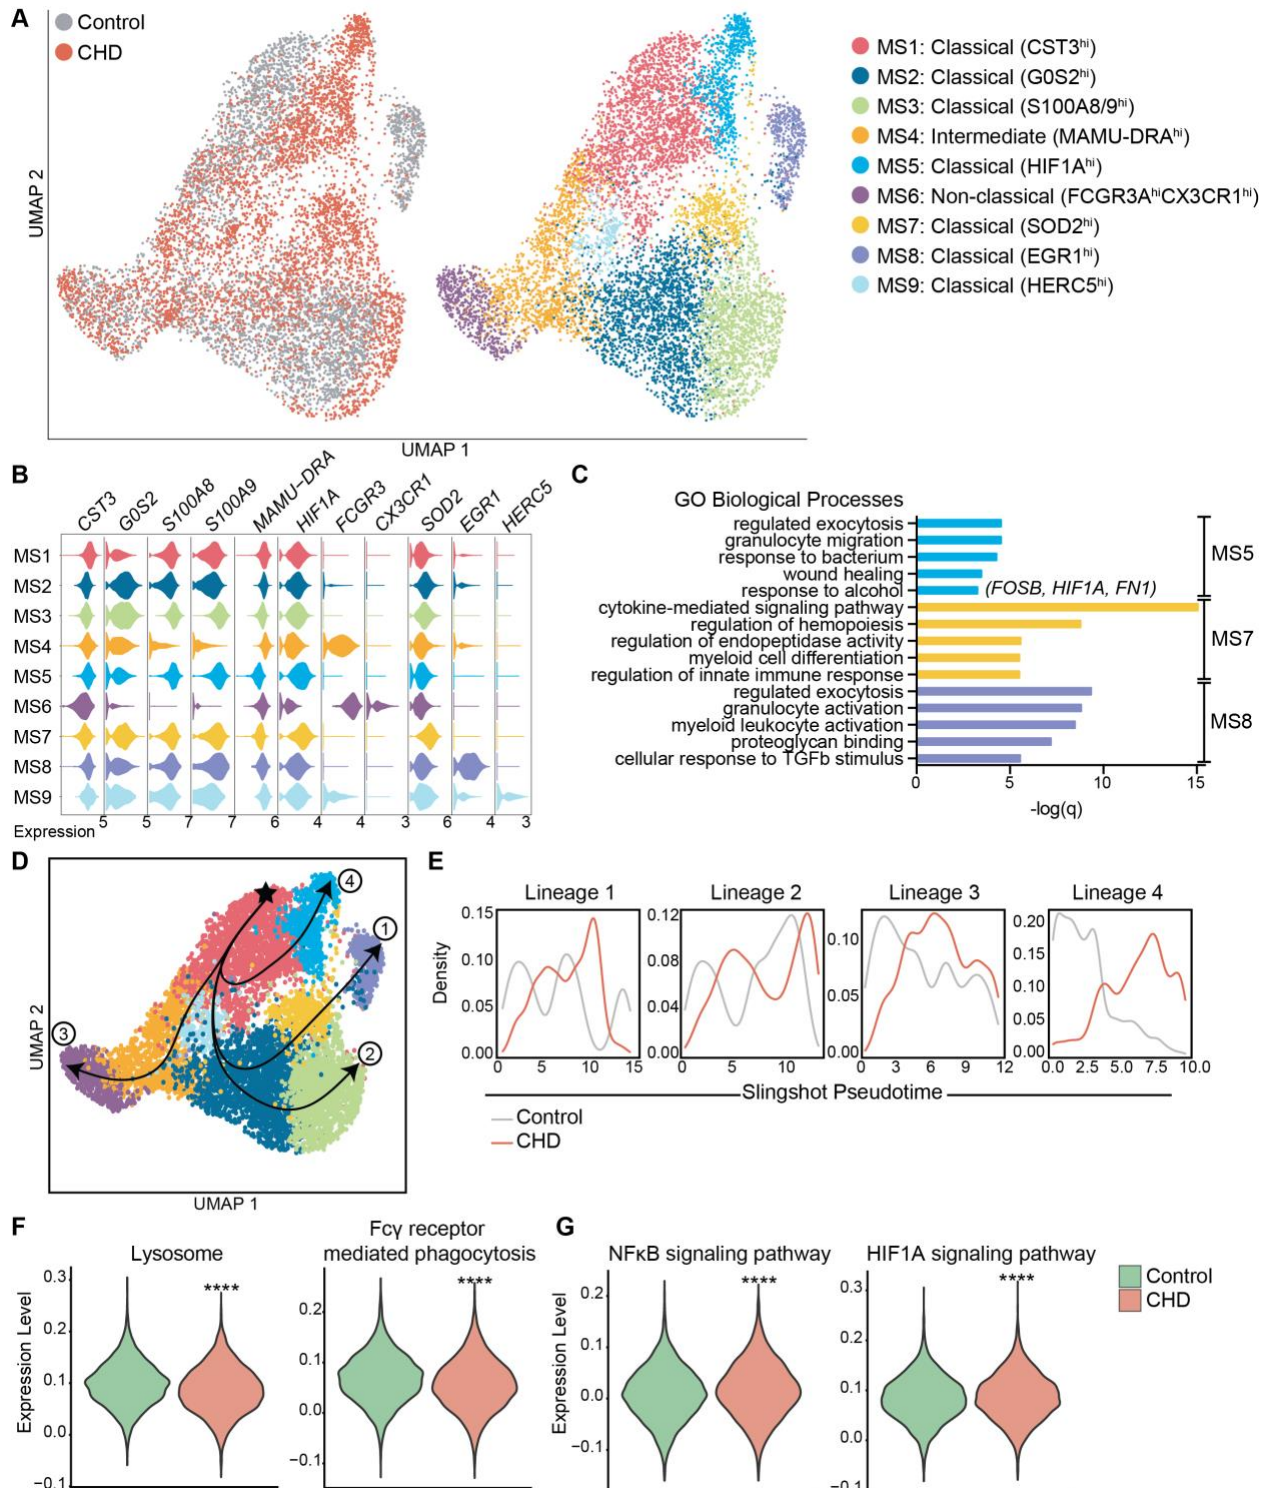 A
Control
CHD
MS1: Classical (CST3hi)
MS2: Classical (G0S2hi)
MS3: Classical (S100A8/9hi)
MS4: Intermediate (MAMU-DRAhi)
MS5: Classical (HIF1Ahi)
MS6: Non-classical (FCGR3AhiCX3CR1hi)
MS7: Classical (SOD2hi)
MS8: Classical (EGR1hi)
MS9: Classical (HERC5hi)
UMAP 2
UMAP 1
B
CST3 G0S2 S100A8 S100A9 MAMU-DRA HIF1A FCGR3 CX3CR1 SOD2 EGR1 HERC5
MS1
MS2
MS3
MS4
MS5
MS6
MS7
MS8
MS9
Expression 5 5 7 7 6 4 4 3 6 4 3
C
GO Biological Processes
regulated exocytosis
granulocyte migration
response to bacterium
wound healing
response to alcohol (FOSB, HIF1A, FN1)
MS5
cytokine-mediated signaling pathway
regulation of hemopoiesis
regulation of endopeptidase activity
myeloid cell differentiation
regulation of innate immune response
MS7
regulated exocytosis
granulocyte activation
myeloid leukocyte activation
proteoglycan binding
cellular response to TGFb stimulus
MS8
0 5 10 15
-log(q)
D
4
1
3
2
UMAP 2
UMAP 1
E
Lineage 1 Lineage 2 Lineage 3 Lineage 4
Density
0.15
0.10
0.05
0.00
0 5 10 15
0.12
0.08
0.04
0.00
0 5 10
0.10
0.05
0.00
0 3 6 9 12
0.20
0.15
0.10
0.05
0.00
0 2.5 5.0 7.5 10.0
Slingshot Pseudotime
Control
CHD
F
Lysosome
Expression Level
0.3
0.2
0.1
0.0
−0.1
****
Fcγ receptor
mediated phagocytosis
0.2
0.1
0.0
−0.1
****
G
NFκB signaling pathway
Expression Level
0.2
0.1
0.0
−0.1
****
HIF1A signaling pathway
0.3
0.2
0.1
0.0
−0.1
****
Control
CHD